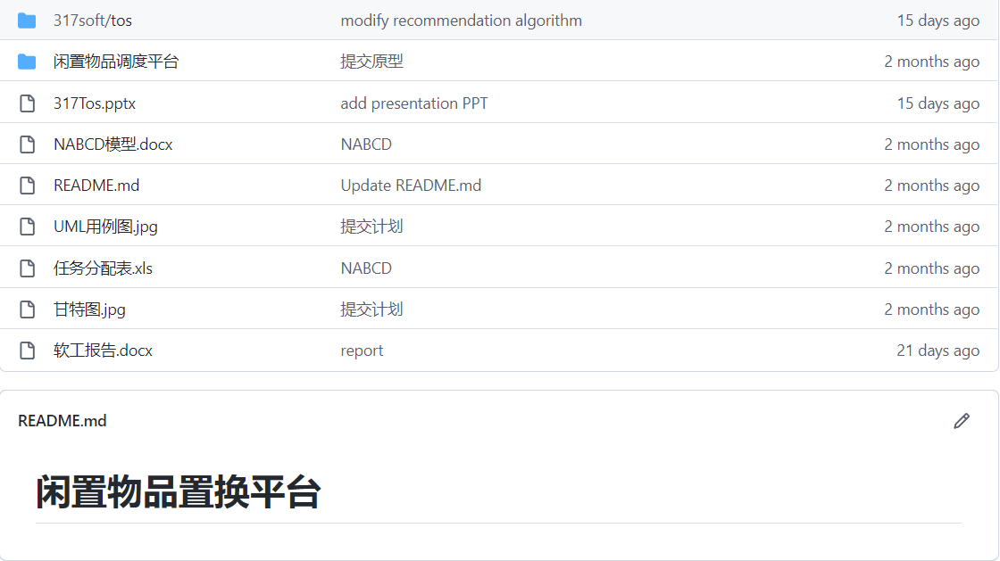 317soft/tos modify recommendation algorithm 15 days ago
闲置物品调度平台 提交原型 2 months ago
317Tos.pptx add presentation PPT 15 days ago
NABCD模型.docx NABCD 2 months ago
README.md Update README.md 2 months ago
UML用例图.jpg 提交计划 2 months ago
任务分配表.xls NABCD 2 months ago
甘特图.jpg 提交计划 2 months ago
软工报告.docx report 21 days ago
README.md
闲置物品置换平台